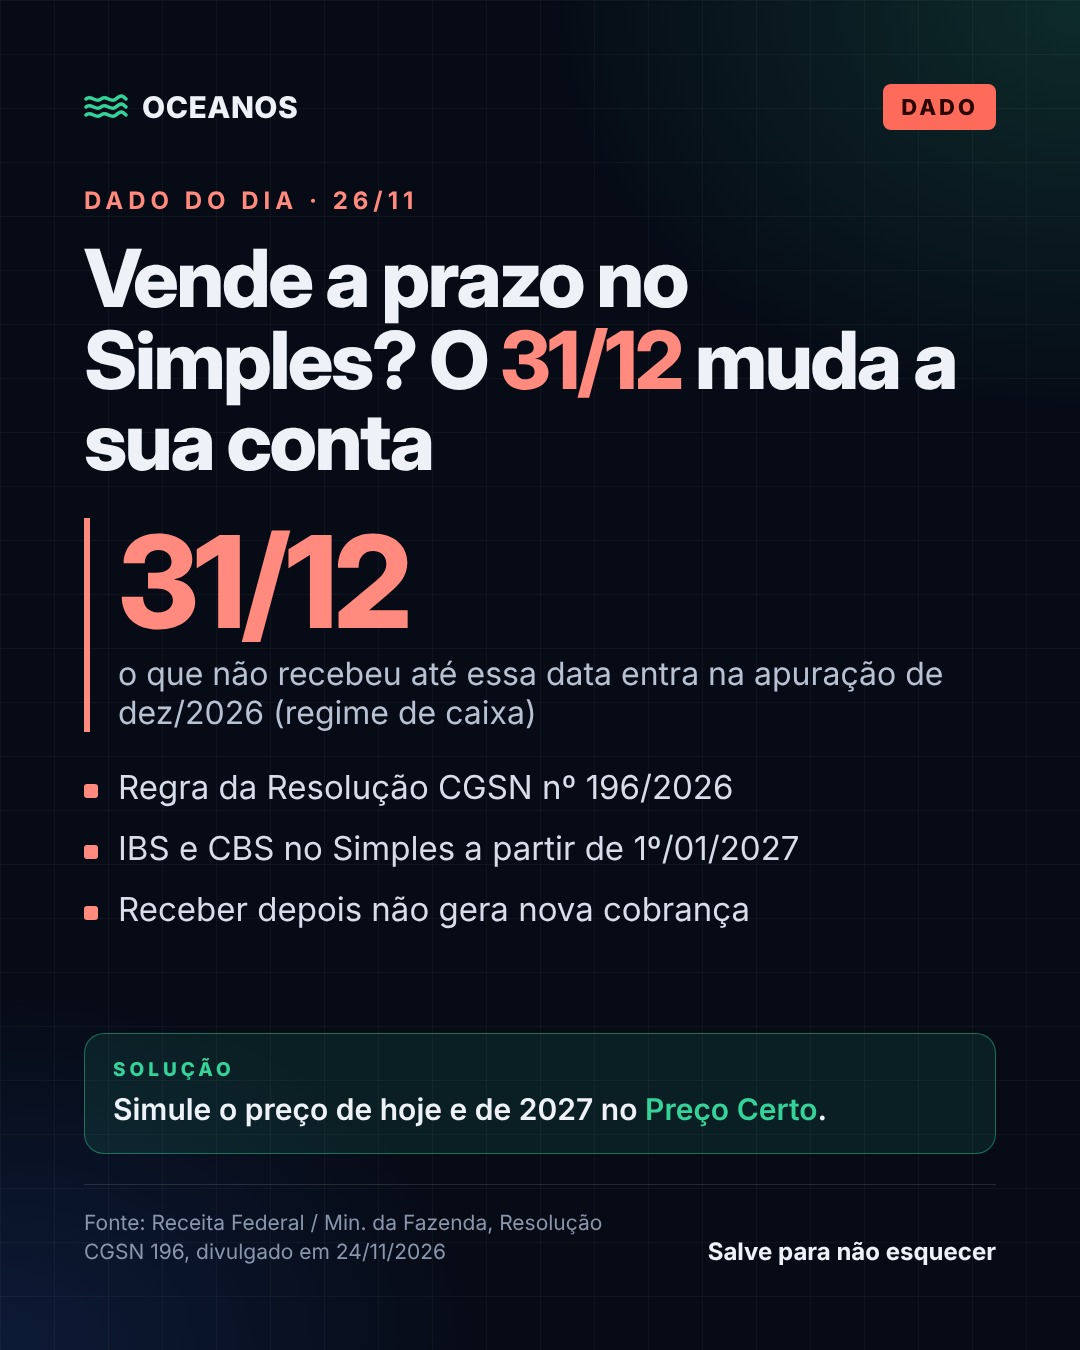 OCEANOS
DADO
DADO DO DIA · 26/11
Vende a prazo no
Simples? O 31/12 muda a
sua conta
31/12
o que não recebeu até essa data entra na apuração de
dez/2026 (regime de caixa)
Regra da Resolução CGSN nº 196/2026
IBS e CBS no Simples a partir de 1º/01/2027
Receber depois não gera nova cobrança
SOLUÇÃO
Simule o preço de hoje e de 2027 no Preço Certo.
Fonte: Receita Federal / Min. da Fazenda, Resolução
CGSN 196, divulgado em 24/11/2026
Salve para não esquecer